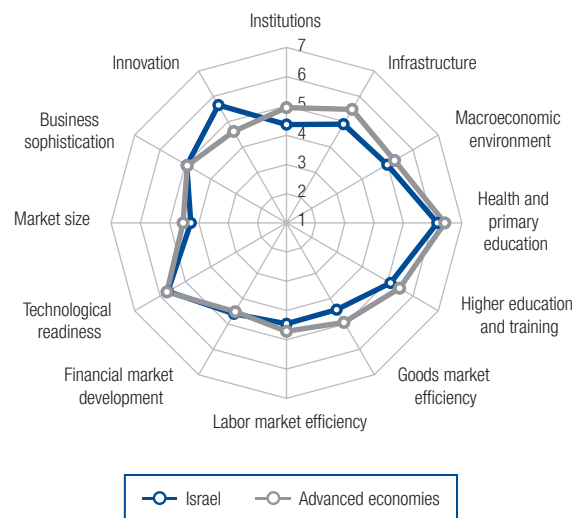 Institutions
Infrastructure
Macroeconomic
environment
Health and
primary
education
Higher education
and training
Goods market
efficiency
Labor market efficiency
Financial market
development
Technological
readiness
Market size
Business
sophistication
Innovation
7
6
5
4
3
2
1
Israel
Advanced economies